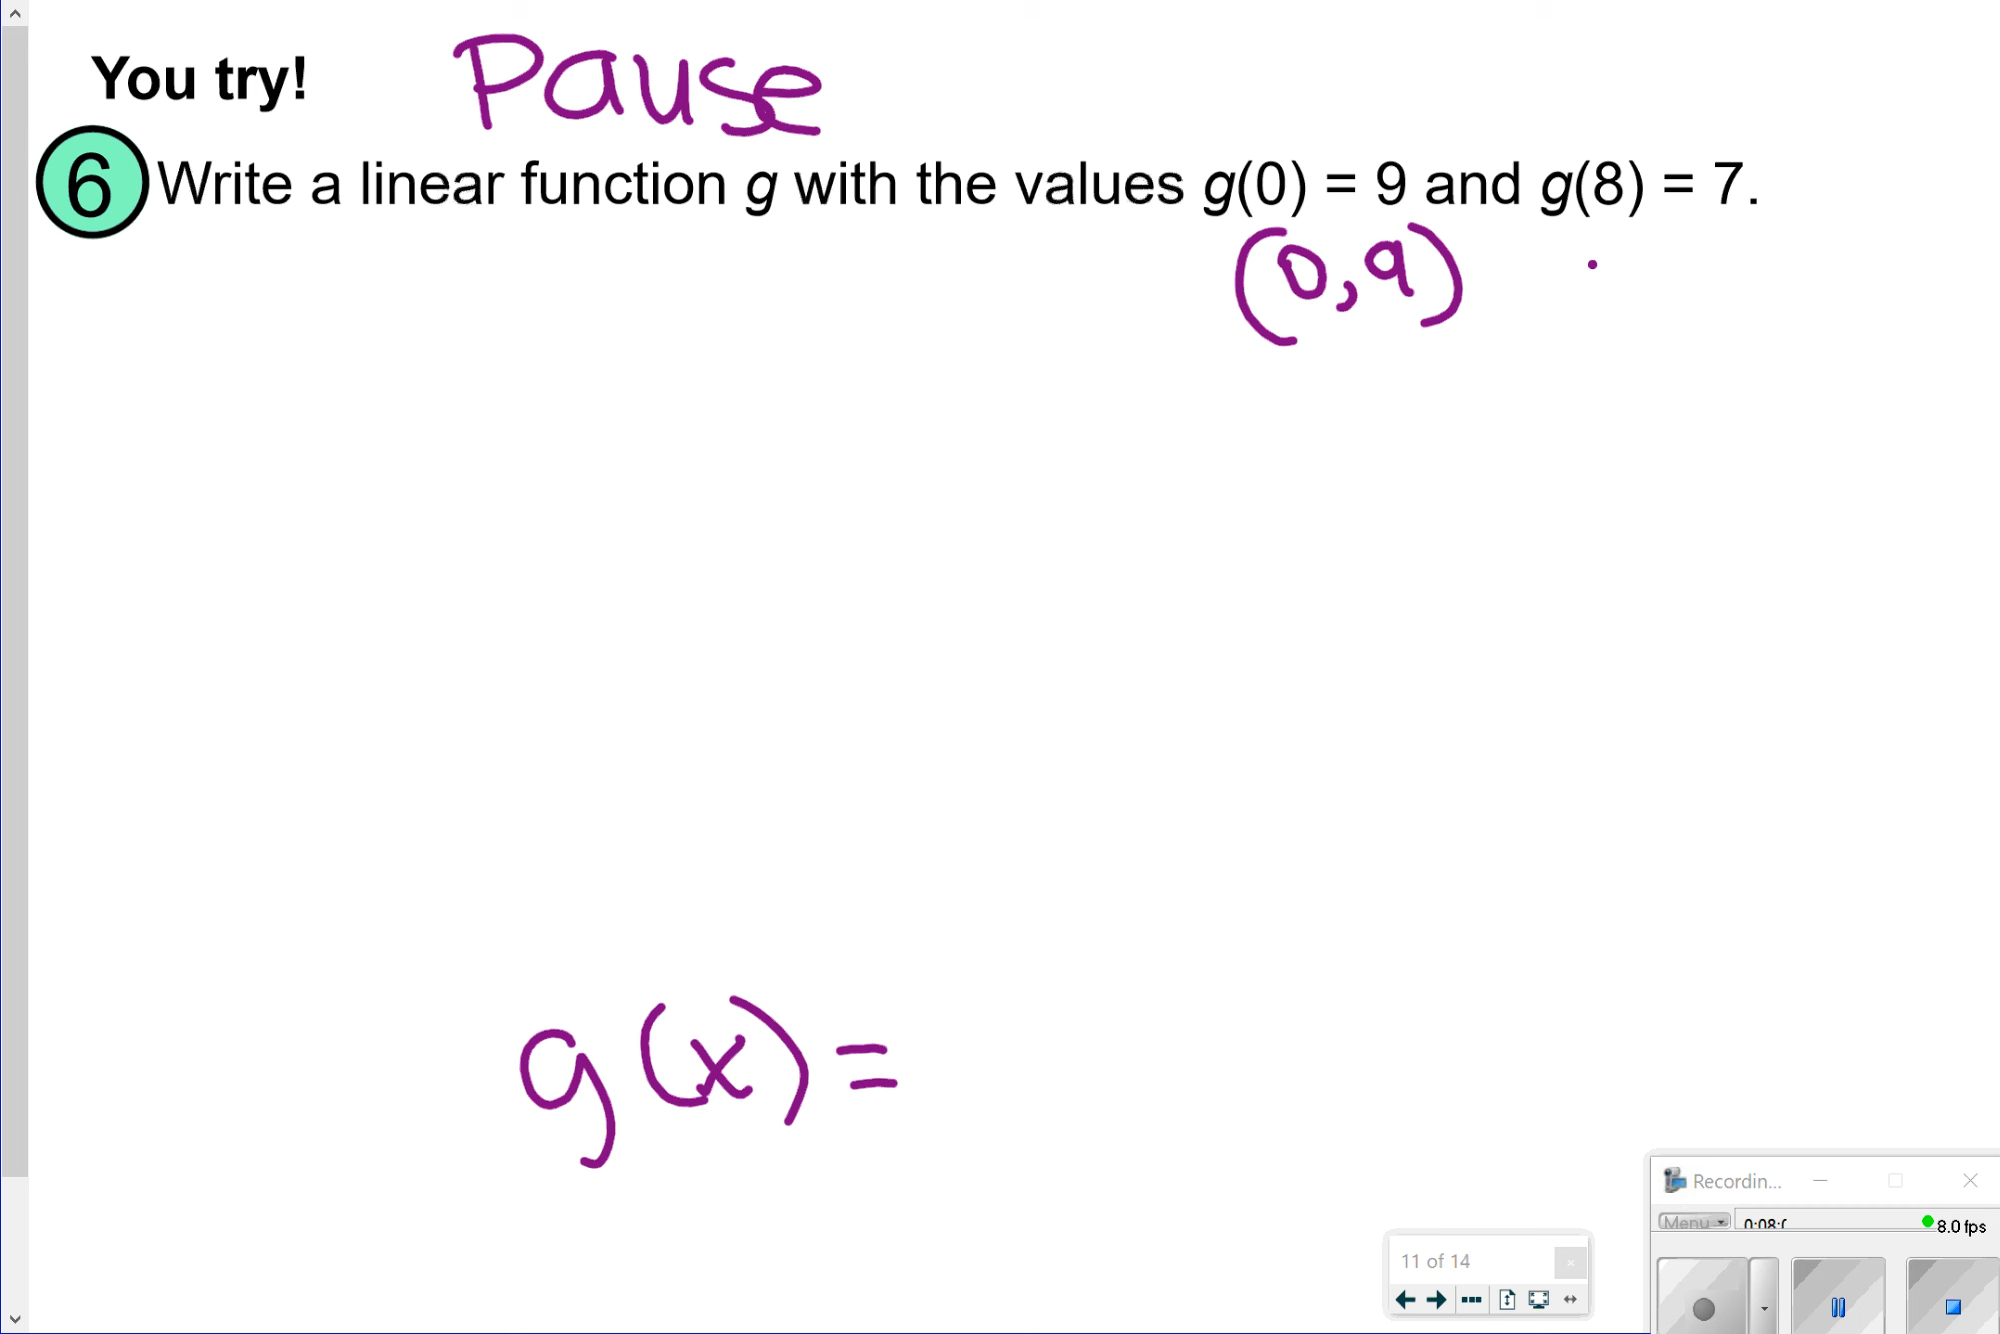 You try! Pause
6 Write a linear function g with the values g(0) = 9 and g(8) = 7.
(0,9)
g(x) =
Recordin...
Menu
8.0 fps
11 of 14